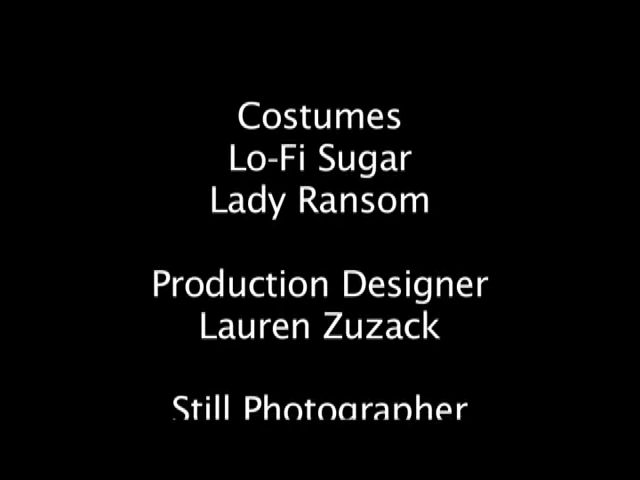 Costumes
Lo-Fi Sugar
Lady Ransom
Production Designer
Lauren Zuzack
Still Photographer